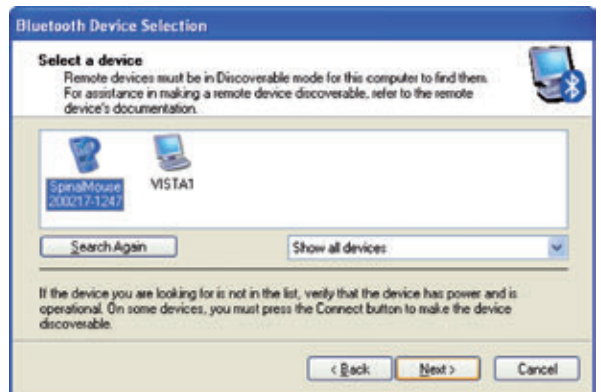 Bluetooth Device Selection
Select a device
Remote devices must be in Discoverable mode for this computer to find them.
For assistance in making a remote device discoverable, refer to the remote
device's documentation.
SpinalMouse
200217-1247
VISTA1
Search Again
Show all devices
If the device you are looking for is not in the list, verify that the device has power and is
operational. On some devices, you must press the Connect button to make the device
discoverable.
< Back
Next >
Cancel